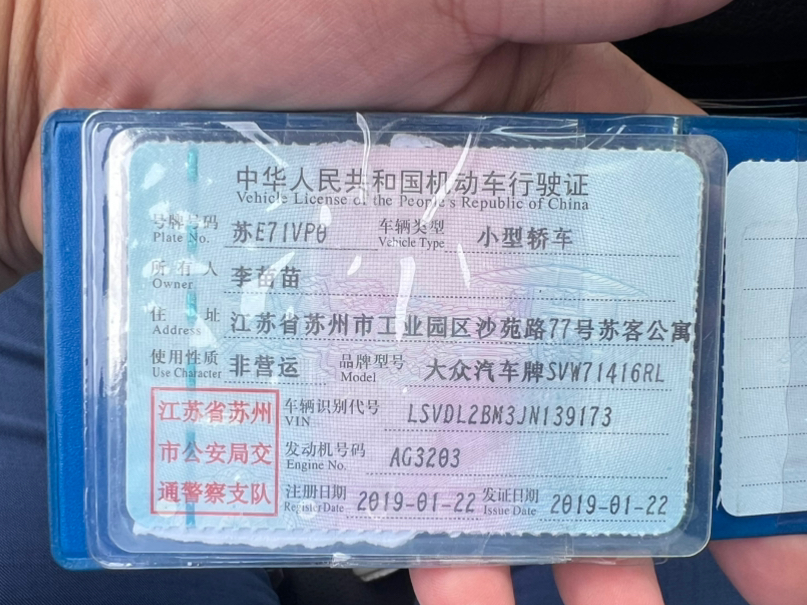 中华人民共和国机动车行驶证
Vehicle License of the People's Republic of China
号牌号码 苏E71VP0 车辆类型 小型轿车
Plate No. Vehicle Type
所有人 李苗苗
Owner
住址 江苏省苏州市工业园区沙苑路77号苏客公寓
Address
使用性质 非营运 品牌型号 大众汽车牌SVW71416RL
Use Character Model
江苏省苏州
市公安局交
通警察支队
车辆识别代号 LSVDL2BM3JN139173
VIN
发动机号码 AG3203
Engine No.
注册日期 2019-01-22 发证日期 2019-01-22
Register Date Issue Date